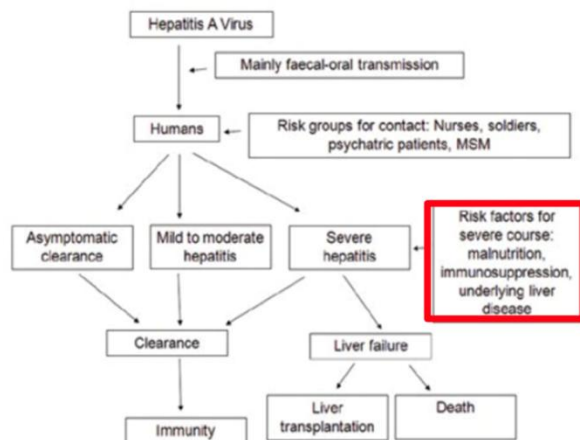 Hepatitis A Virus
Mainly faecal-oral transmission
Humans
Risk groups for contact: Nurses, soldiers,
psychatric patients, MSM
Asymptomatic
clearance
Mild to moderate
hepatitis
Severe
hepatitis
Risk factors for
severe course:
malnutrition,
immunosuppression,
underlying liver
disease
Clearance
Liver failure
Immunity
Liver
transplantation
Death